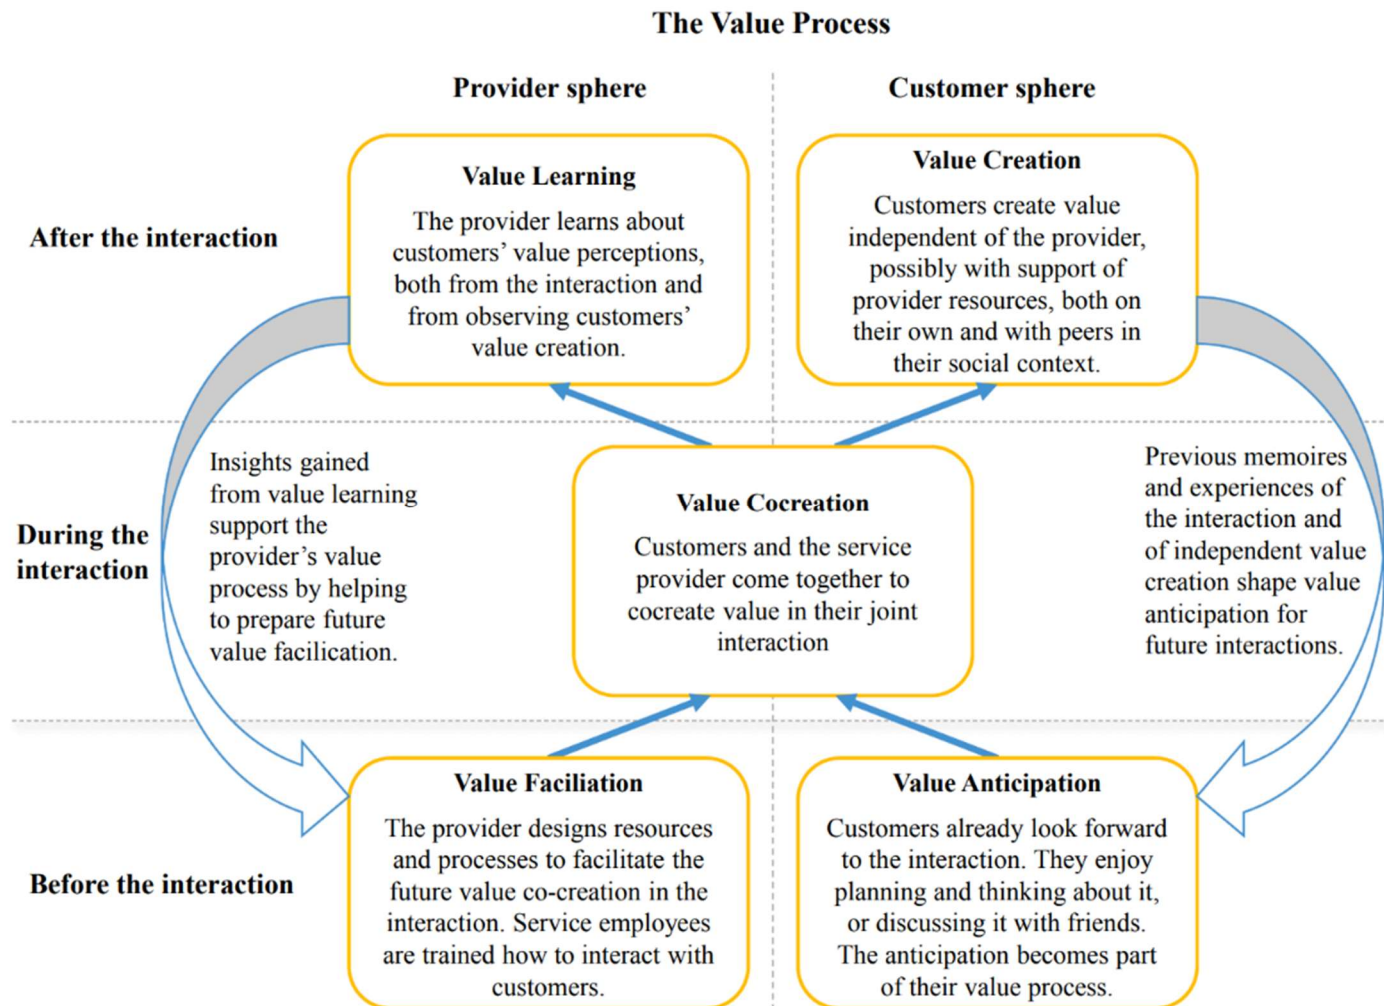 The Value Process
Provider sphere
Customer sphere
After the interaction
Value Learning
The provider learns about
customers’ value perceptions,
both from the interaction and
from observing customers’
value creation.
Value Creation
Customers create value
independent of the provider,
possibly with support of
provider resources, both on
their own and with peers in
their social context.
During the
interaction
Insights gained
from value learning
support the
provider’s value
process by helping
to prepare future
value facilication.
Value Cocreation
Customers and the service
provider come together to
cocreate value in their joint
interaction
Previous memoires
and experiences of
the interaction and
of independent value
creation shape value
anticipation for
future interactions.
Before the interaction
Value Faciliation
The provider designs resources
and processes to facilitate the
future value co-creation in the
interaction. Service employees
are trained how to interact with
customers.
Value Anticipation
Customers already look forward
to the interaction. They enjoy
planning and thinking about it,
or discussing it with friends.
The anticipation becomes part
of their value process.